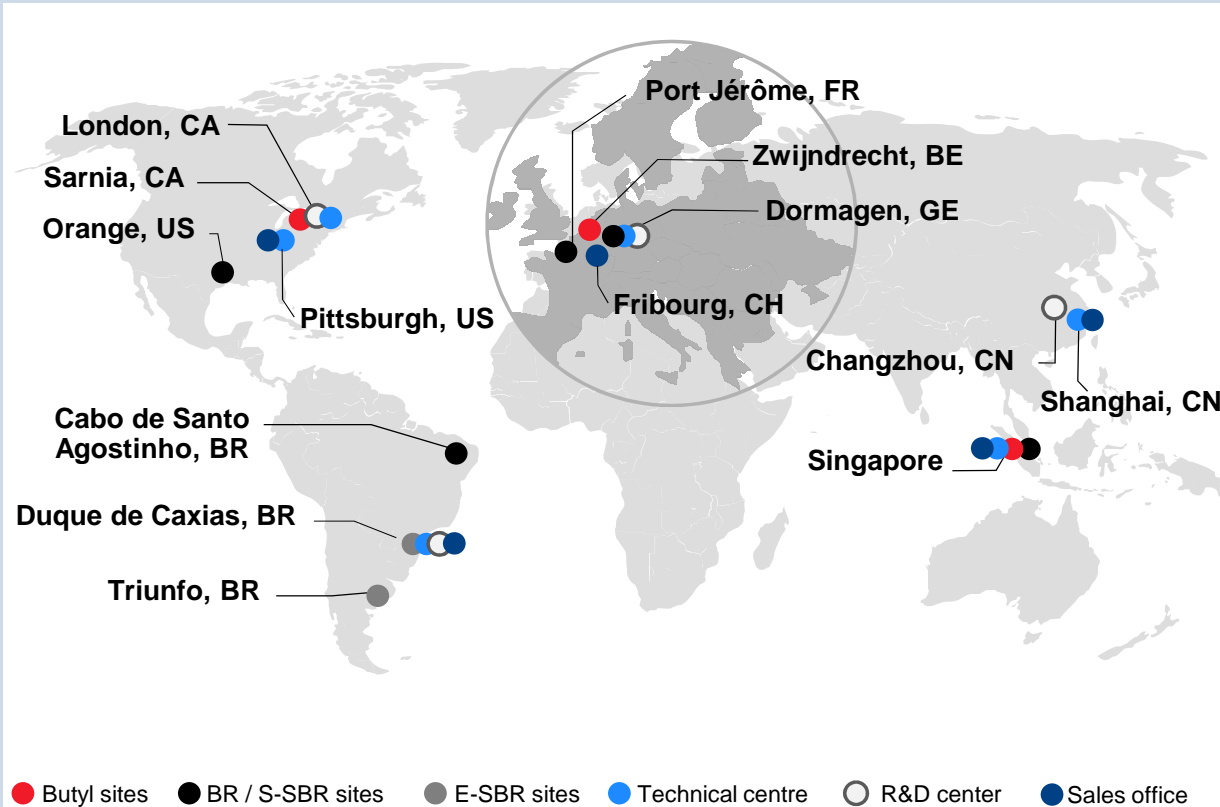 Port Jérôme, FR
London, CA
Zwijndrecht, BE
Sarnia, CA
Dormagen, GE
Orange, US
Fribourg, CH
Pittsburgh, US
Changzhou, CN
Shanghai, CN
Cabo de Santo
Agostinho, BR
Singapore
Duque de Caxias, BR
Triunfo, BR
Butyl sites
BR / S-SBR sites
E-SBR sites
Technical centre
R&D center
Sales office